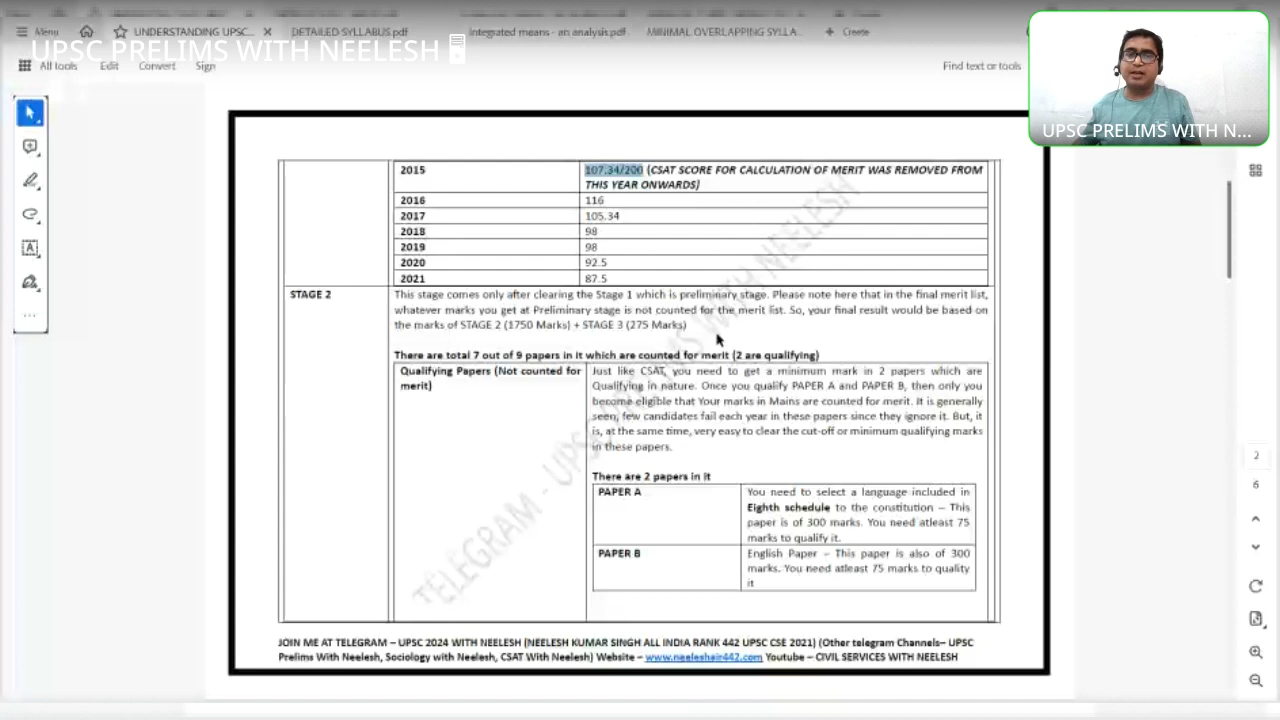 Menu UNDERSTANDING UPSC... DETAILED SYLLABUS.pdf Integrated means - an analysis.pdf MINIMAL OVERLAPPING SYLLA... Create
UPSC PRELIMS WITH NEELESH
All tools Edit Convert Sign Find text or tools
UPSC PRELIMS WITH N...
2015 107.34/200 (CSAT SCORE FOR CALCULATION OF MERIT WAS REMOVED FROM
THIS YEAR ONWARDS)
2016 116
2017 105.34
2018 98
2019 98
2020 92.5
2021 87.5
STAGE 2 This stage comes only after clearing the Stage 1 which is preliminary stage. Please note here that in the final merit list,
whatever marks you get at Preliminary stage is not counted for the merit list. So, your final result would be based on
the marks of STAGE 2 (1750 Marks) + STAGE 3 (275 Marks)
There are total 7 out of 9 papers in it which are counted for merit (2 are qualifying)
Qualifying Papers (Not counted for Just like CSAT, you need to get a minimum mark in 2 papers which are
merit) Qualifying in nature. Once you qualify PAPER A and PAPER B, then only you
become eligible that Your marks in Mains are counted for merit. It is generally
seen, few candidates fail each year in these papers since they ignore it. But, it
is, at the same time, very easy to clear the cut-off or minimum qualifying marks
in these papers.
There are 2 papers in it
PAPER A You need to select a language included in
Eighth schedule to the constitution – This
paper is of 300 marks. You need atleast 75
marks to qualify it.
PAPER B English Paper – This paper is also of 300
marks. You need atleast 75 marks to quality
it
TELEGRAM - UPSC PRELIMS WITH NEELESH
2
6
JOIN ME AT TELEGRAM – UPSC 2024 WITH NEELESH (NEELESH KUMAR SINGH ALL INDIA RANK 442 UPSC CSE 2021) (Other telegram Channels– UPSC
Prelims With Neelesh, Sociology with Neelesh, CSAT With Neelesh) Website – www.neeleshair442.com Youtube – CIVIL SERVICES WITH NEELESH